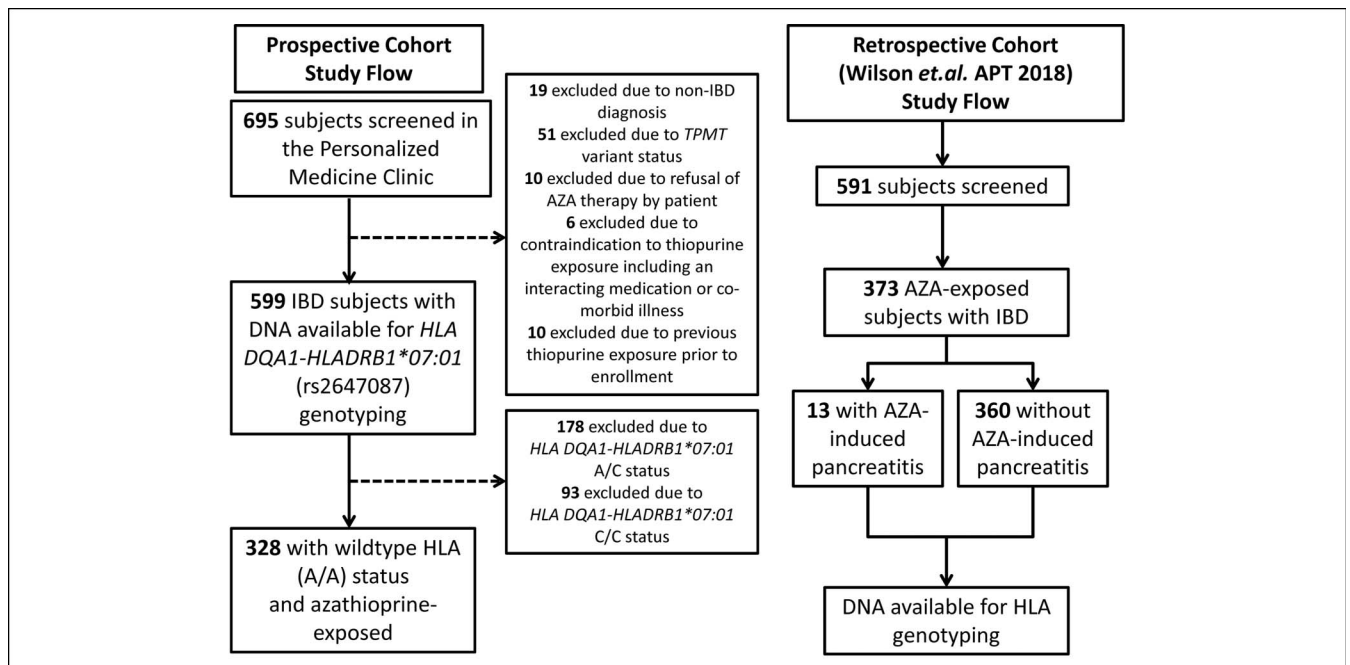 Prospective Cohort
Study Flow
695 subjects screened in
the Personalized
Medicine Clinic
19 excluded due to non-IBD
diagnosis
51 excluded due to TPMT
variant status
10 excluded due to refusal of
AZA therapy by patient
6 excluded due to
contraindication to thiopurine
exposure including an
interacting medication or co-
morbid illness
10 excluded due to previous
thiopurine exposure prior to
enrollment
599 IBD subjects with
DNA available for HLA
DQA1-HLADRB1*07:01
(rs2647087)
genotyping
178 excluded due to
HLA DQA1-HLADRB1*07:01
A/C status
93 excluded due to
HLA DQA1-HLADRB1*07:01
C/C status
328 with wildtype HLA
(A/A) status
and azathioprine-
exposed
Retrospective Cohort
(Wilson et.al. APT 2018)
Study Flow
591 subjects screened
373 AZA-exposed
subjects with IBD
13 with AZA-
induced
pancreatitis
360 without
AZA-induced
pancreatitis
DNA available for HLA
genotyping